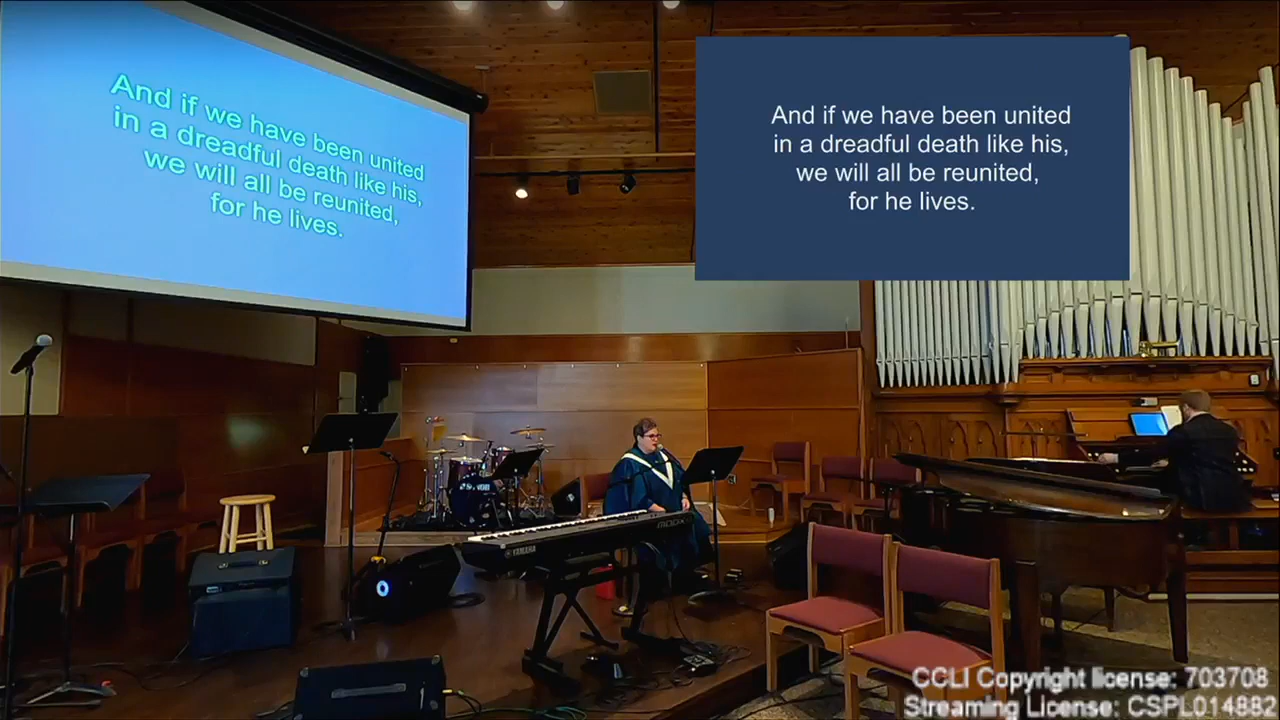 And if we have been united
in a dreadful death like his,
we will all be reunited,
for he lives.
And if we have been united
in a dreadful death like his,
we will all be reunited,
for he lives.
YAMAHA
MODX
CCLI Copyright license: 703708
Streaming License: CSPL014882